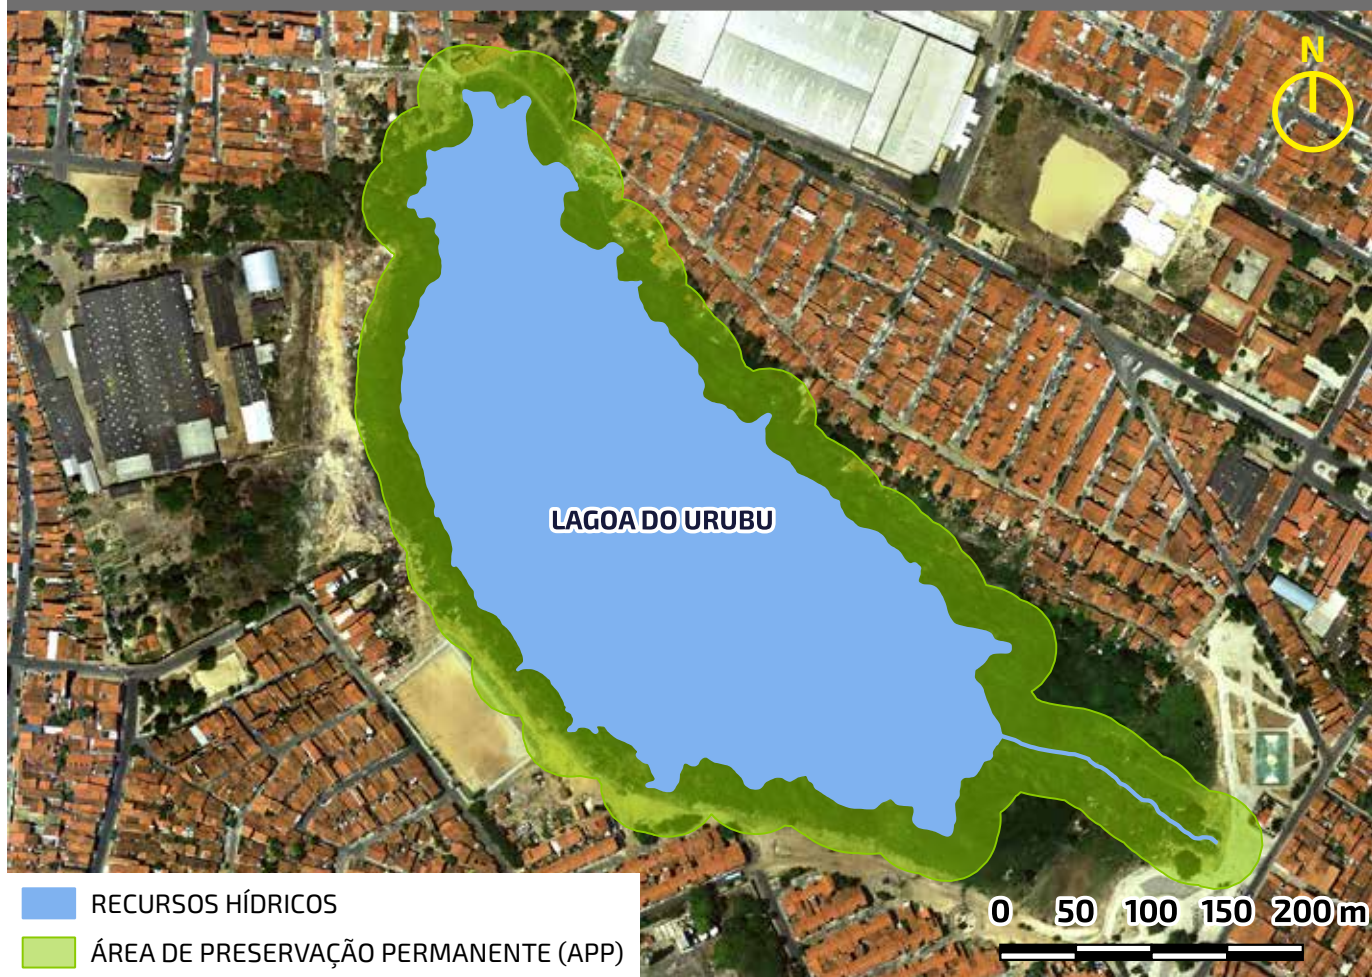 N
LAGOA DO URUBU
RECURSOS HÍDRICOS
ÁREA DE PRESERVAÇÃO PERMANENTE (APP)
0 50 100 150 200 m